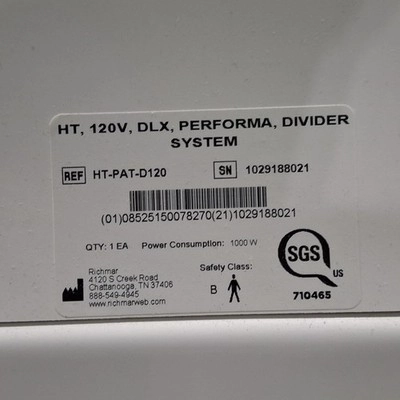 HT, 120V, DLX, PERFORMA, DIVIDER
SYSTEM
REF HT-PAT-D120 SN 1029188021
(01)08525150078270(21)1029188021
QTY: 1 EA Power Consumption: 1000 W
Richmar
4120 S Creek Road
Chattanooga, TN 37406
888-549-4945
www.richmarweb.com
Safety Class:
B
SGS
US
710465